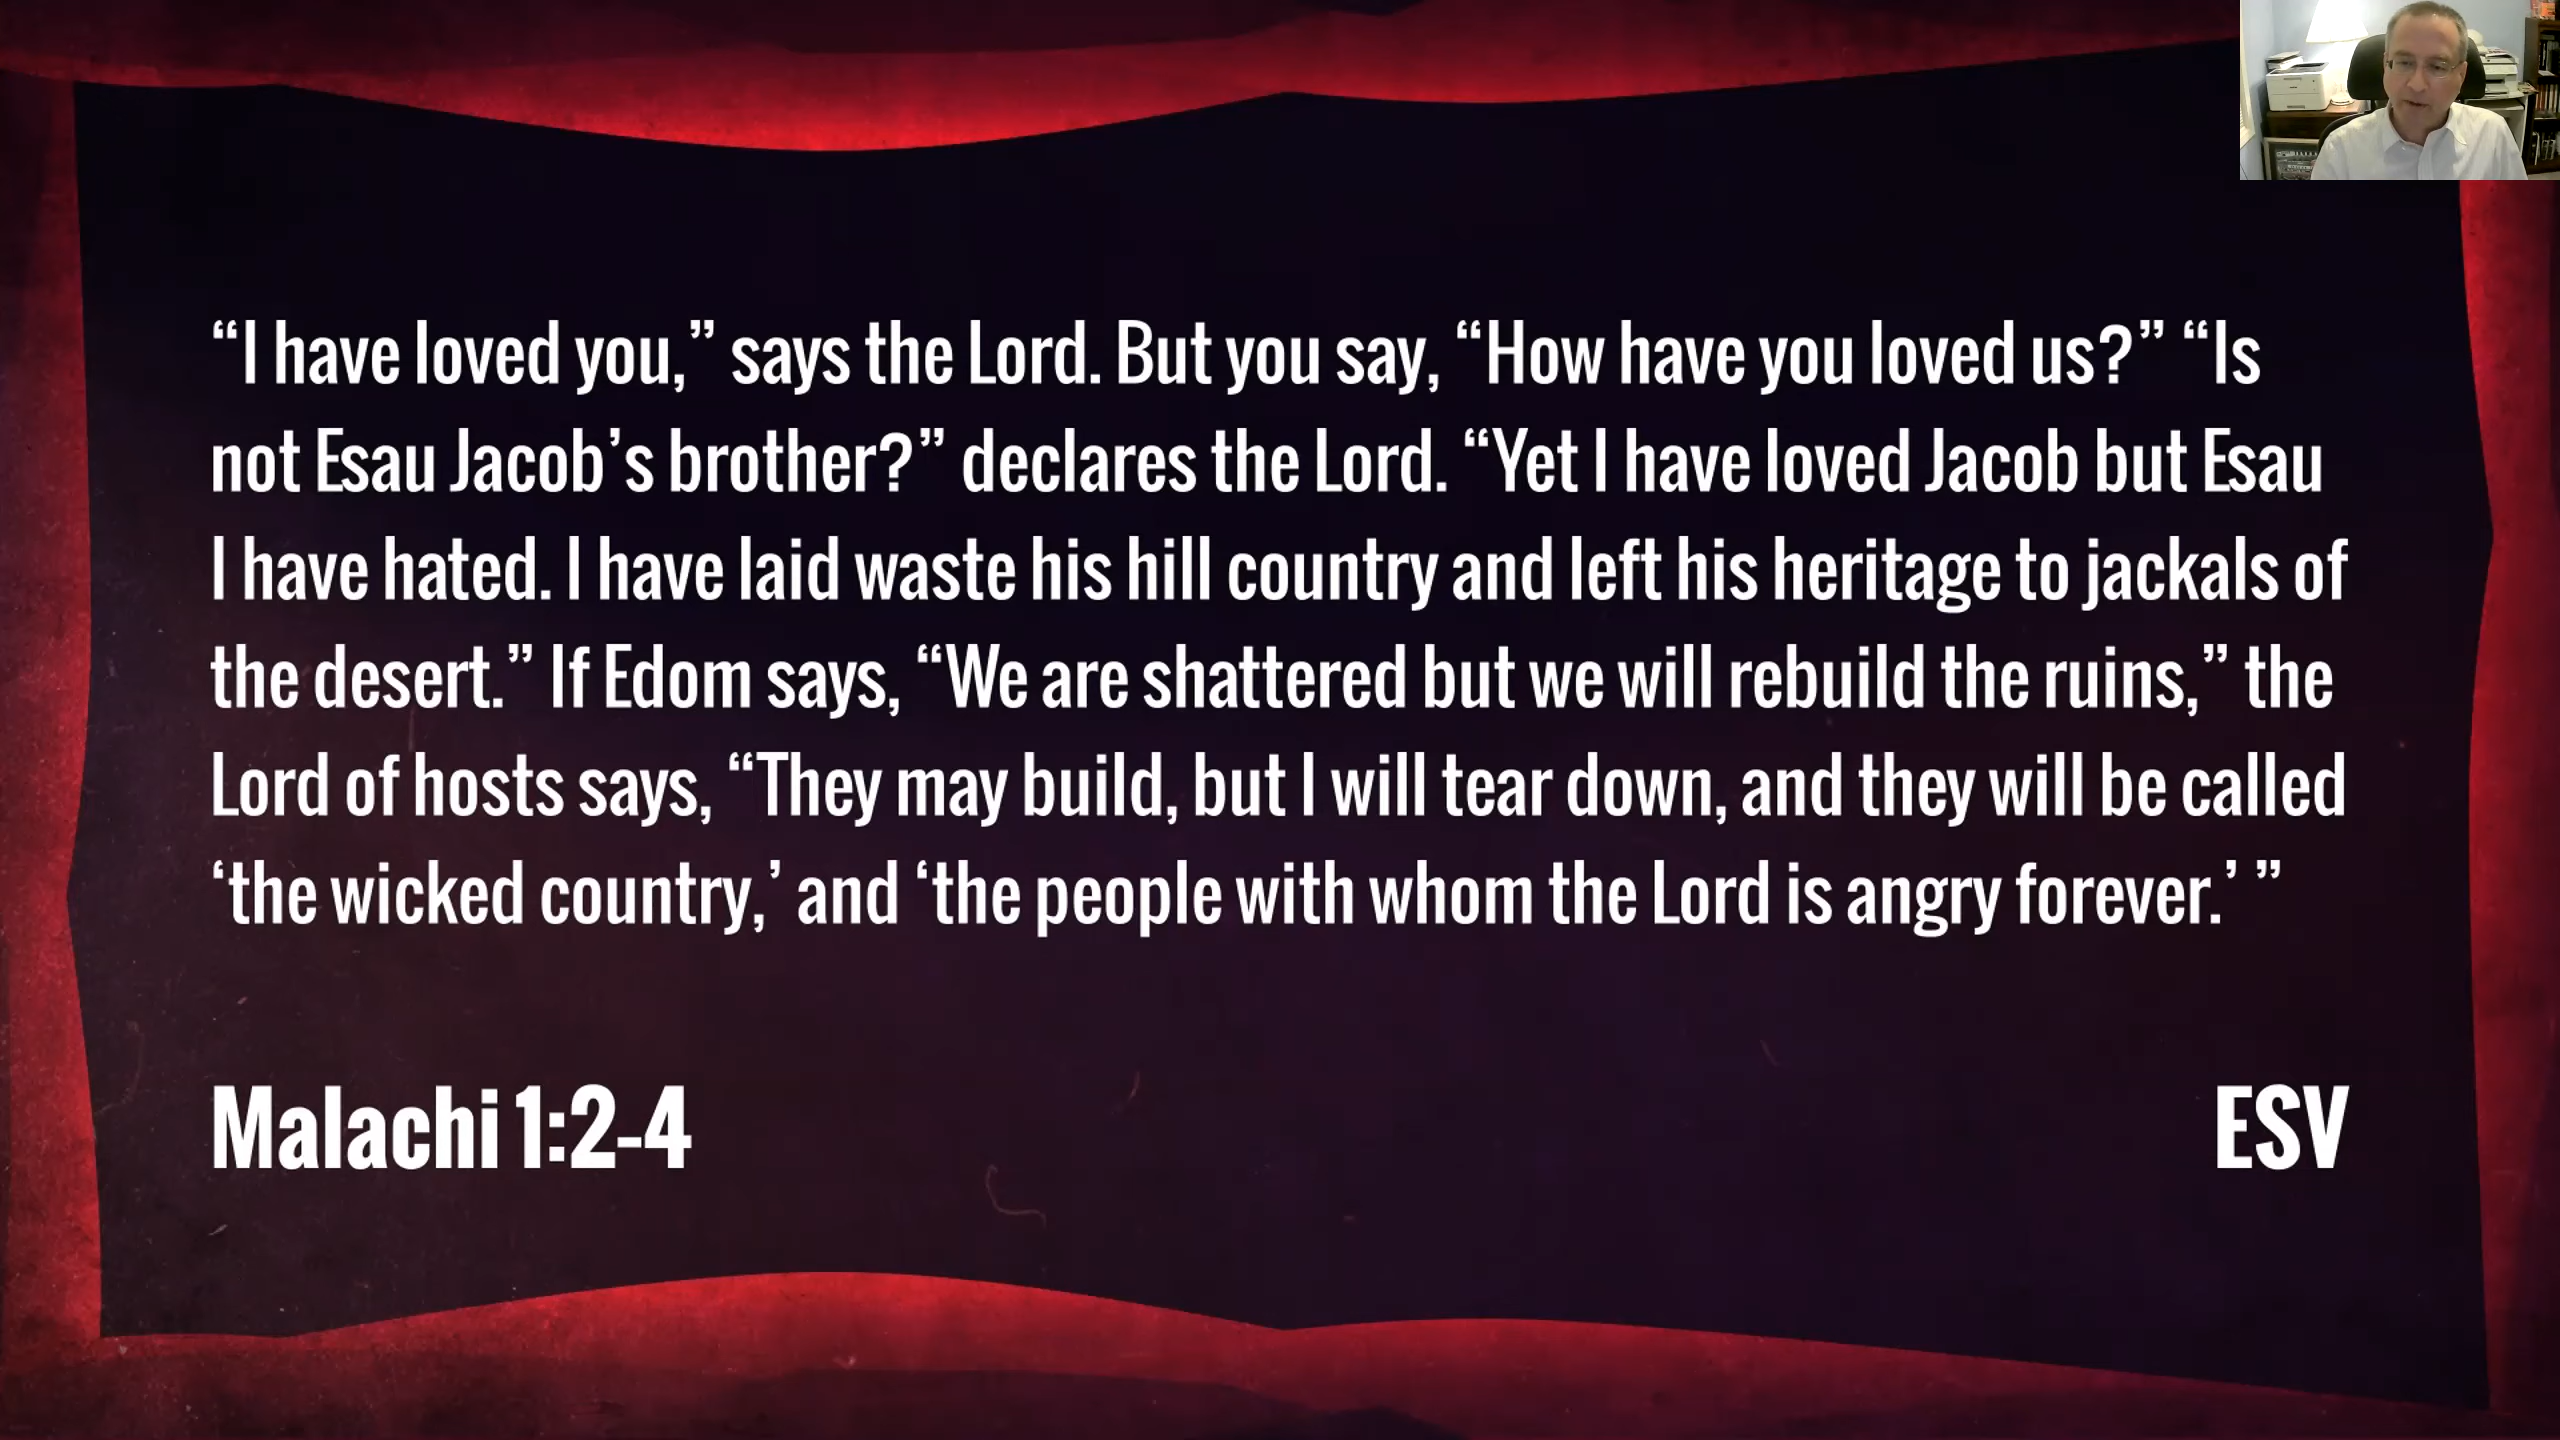 “I have loved you,” says the Lord. But you say, “How have you loved us?” “Is
not Esau Jacob’s brother?” declares the Lord. “Yet I have loved Jacob but Esau
I have hated. I have laid waste his hill country and left his heritage to jackals of
the desert.” If Edom says, “We are shattered but we will rebuild the ruins,” the
Lord of hosts says, “They may build, but I will tear down, and they will be called
‘the wicked country,’ and ‘the people with whom the Lord is angry forever.’ ”
Malachi 1:2-4
ESV